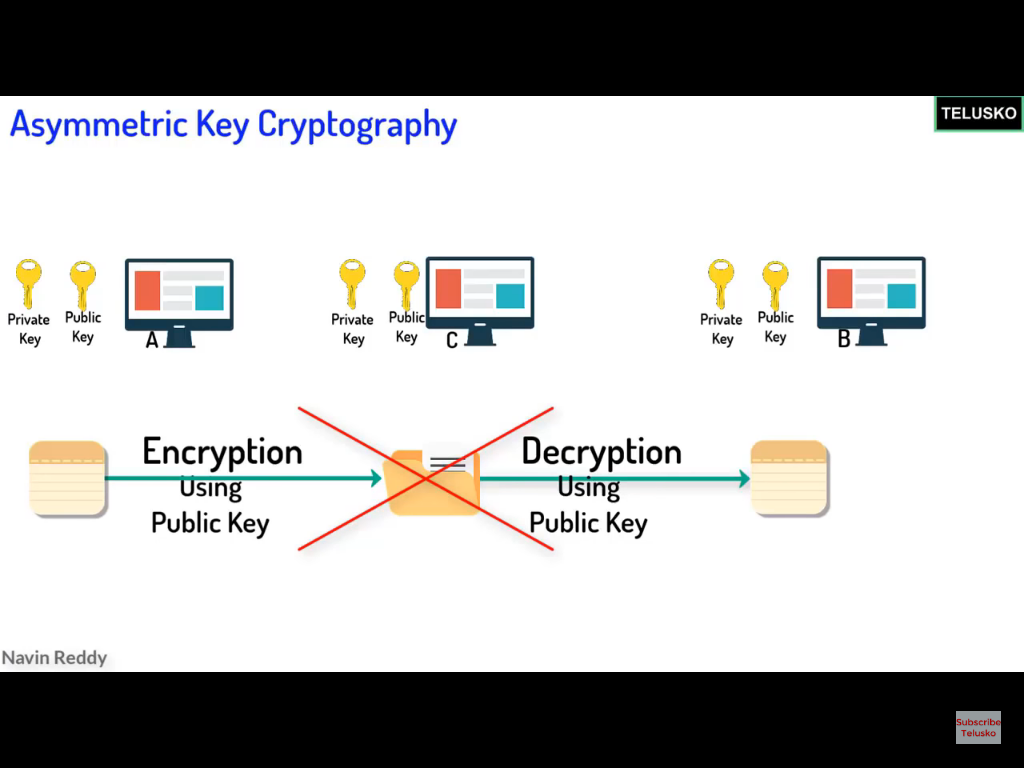 Asymmetric Key Cryptography
TELUSKO
Private Key
Public Key
A
Private Key
Public Key
C
Private Key
Public Key
B
Encryption
Using
Public Key
Decryption
Using
Public Key
Navin Reddy
Subscribe
Telusko